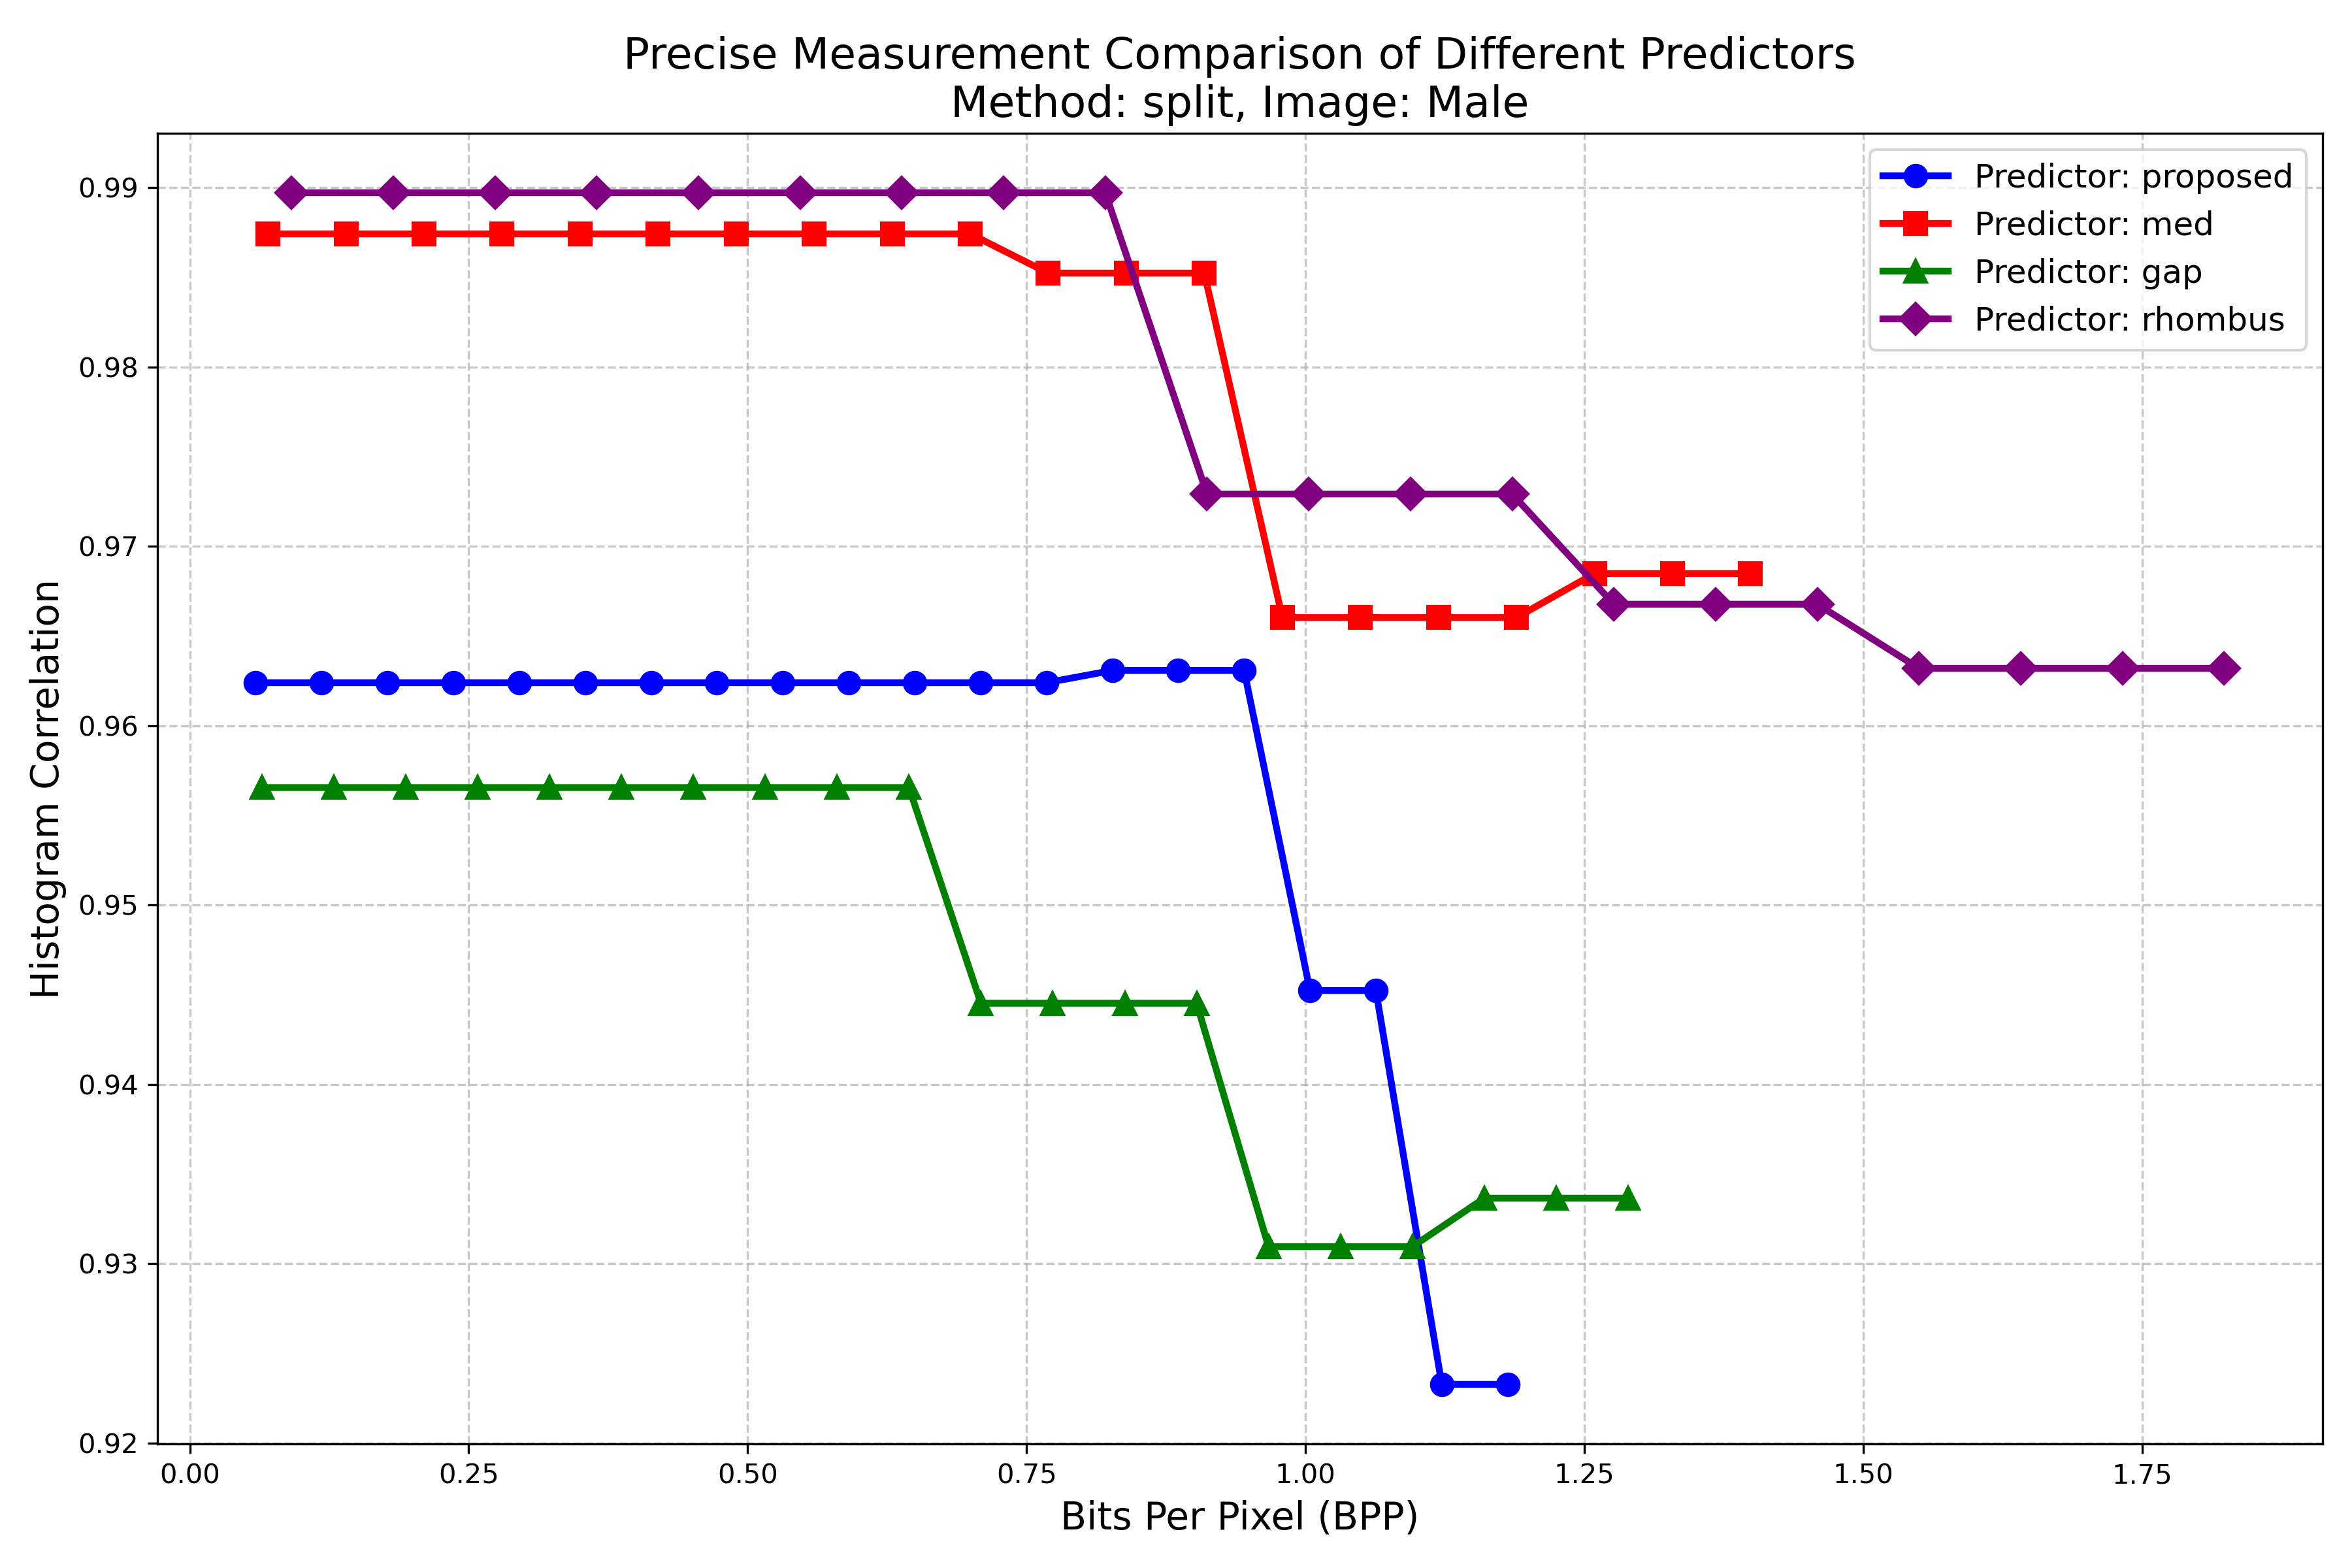 Precise Measurement Comparison of Different Predictors
Method: split, Image: Male
Predictor: proposed
Predictor: med
Predictor: gap
Predictor: rhombus
Histogram Correlation
0.99
0.98
0.97
0.96
0.95
0.94
0.93
0.92
0.00 0.25 0.50 0.75 1.00 1.25 1.50 1.75
Bits Per Pixel (BPP)